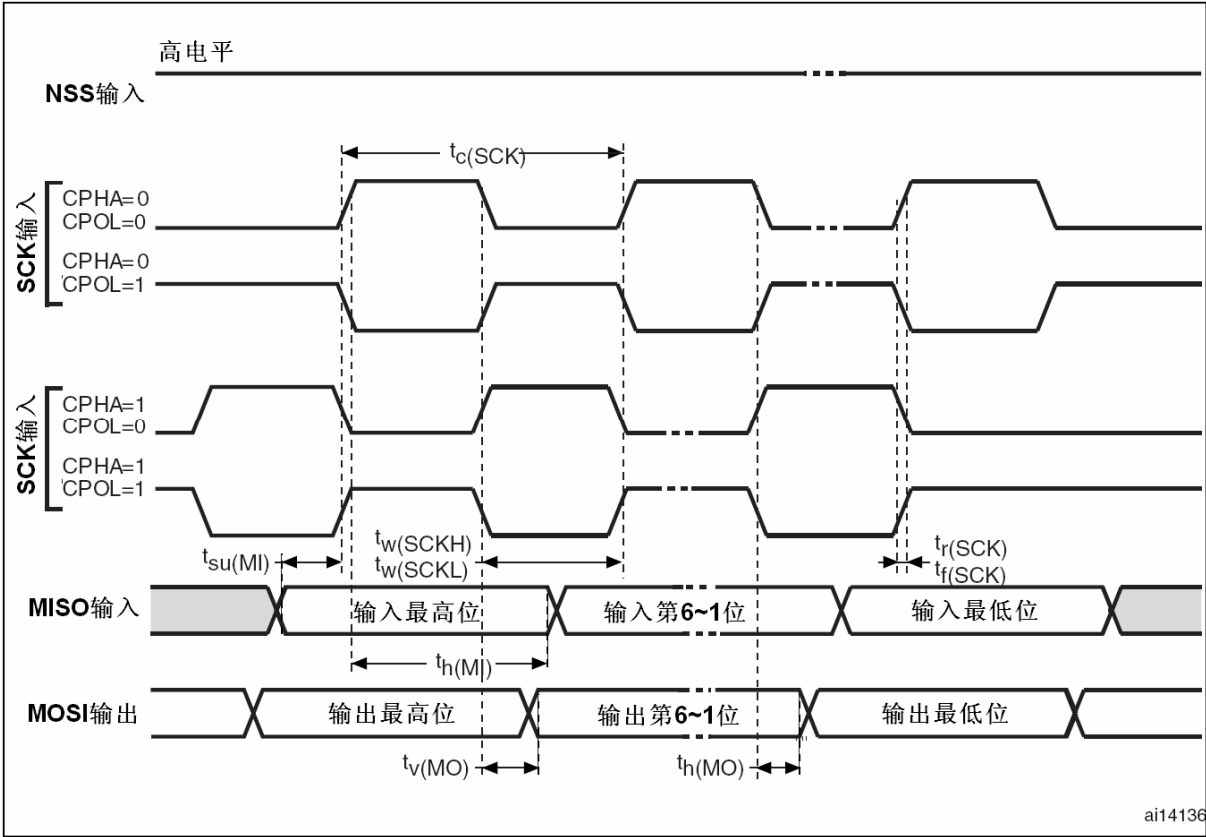 高电平
NSS输入
tc(SCK)
SCK输入
CPHA=0
CPOL=0
CPHA=0
CPOL=1
SCK输入
CPHA=1
CPOL=0
CPHA=1
CPOL=1
tsu(MI)
tw(SCKH)
tw(SCKL)
tr(SCK)
tf(SCK)
MISO输入
输入最高位
输入第6~1位
输入最低位
th(MI)
MOSI输出
输出最高位
输出第6~1位
输出最低位
tv(MO)
th(MO)
ai14136